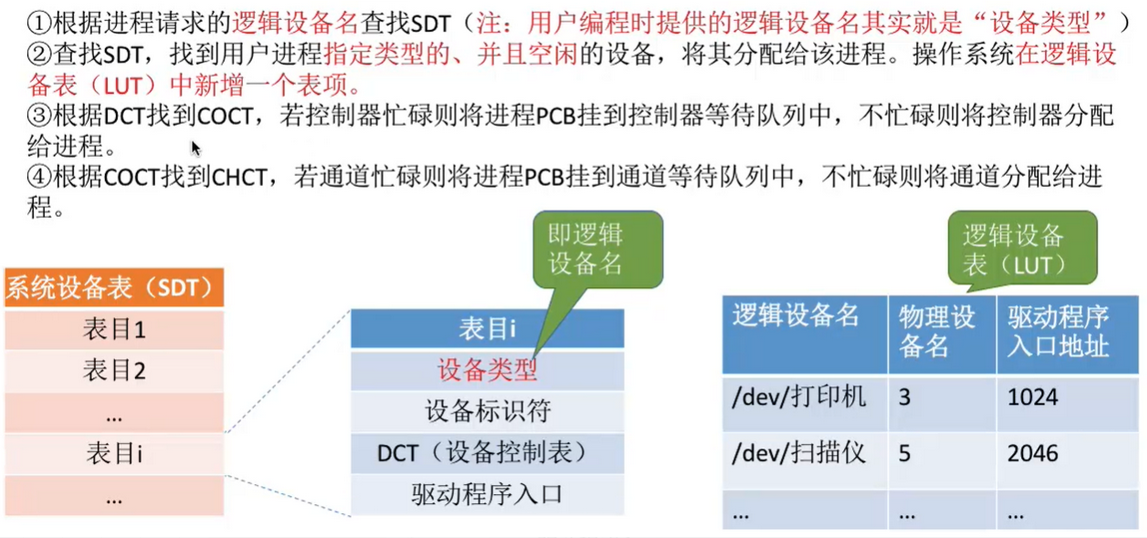 ①根据进程请求的逻辑设备名查找SDT（注：用户编程时提供的逻辑设备名其实就是“设备类型”）
②查找SDT，找到用户进程指定类型的、并且空闲的设备，将其分配给该进程。操作系统在逻辑设
备表（LUT）中新增一个表项。
③根据DCT找到COCT，若控制器忙碌则将进程PCB挂到控制器等待队列中，不忙碌则将控制器分配
给进程。
④根据COCT找到CHCT，若通道忙碌则将进程PCB挂到通道等待队列中，不忙碌则将通道分配给进
程。
系统设备表（SDT）
表目1
表目2
...
表目i
...
即逻辑
设备名
表目i
设备类型
设备标识符
DCT（设备控制表）
驱动程序入口
逻辑设备
表（LUT）
逻辑设备名 物理设 驱动程序
备名 入口地址
/dev/打印机 3 1024
/dev/扫描仪 5 2046
... ... ...